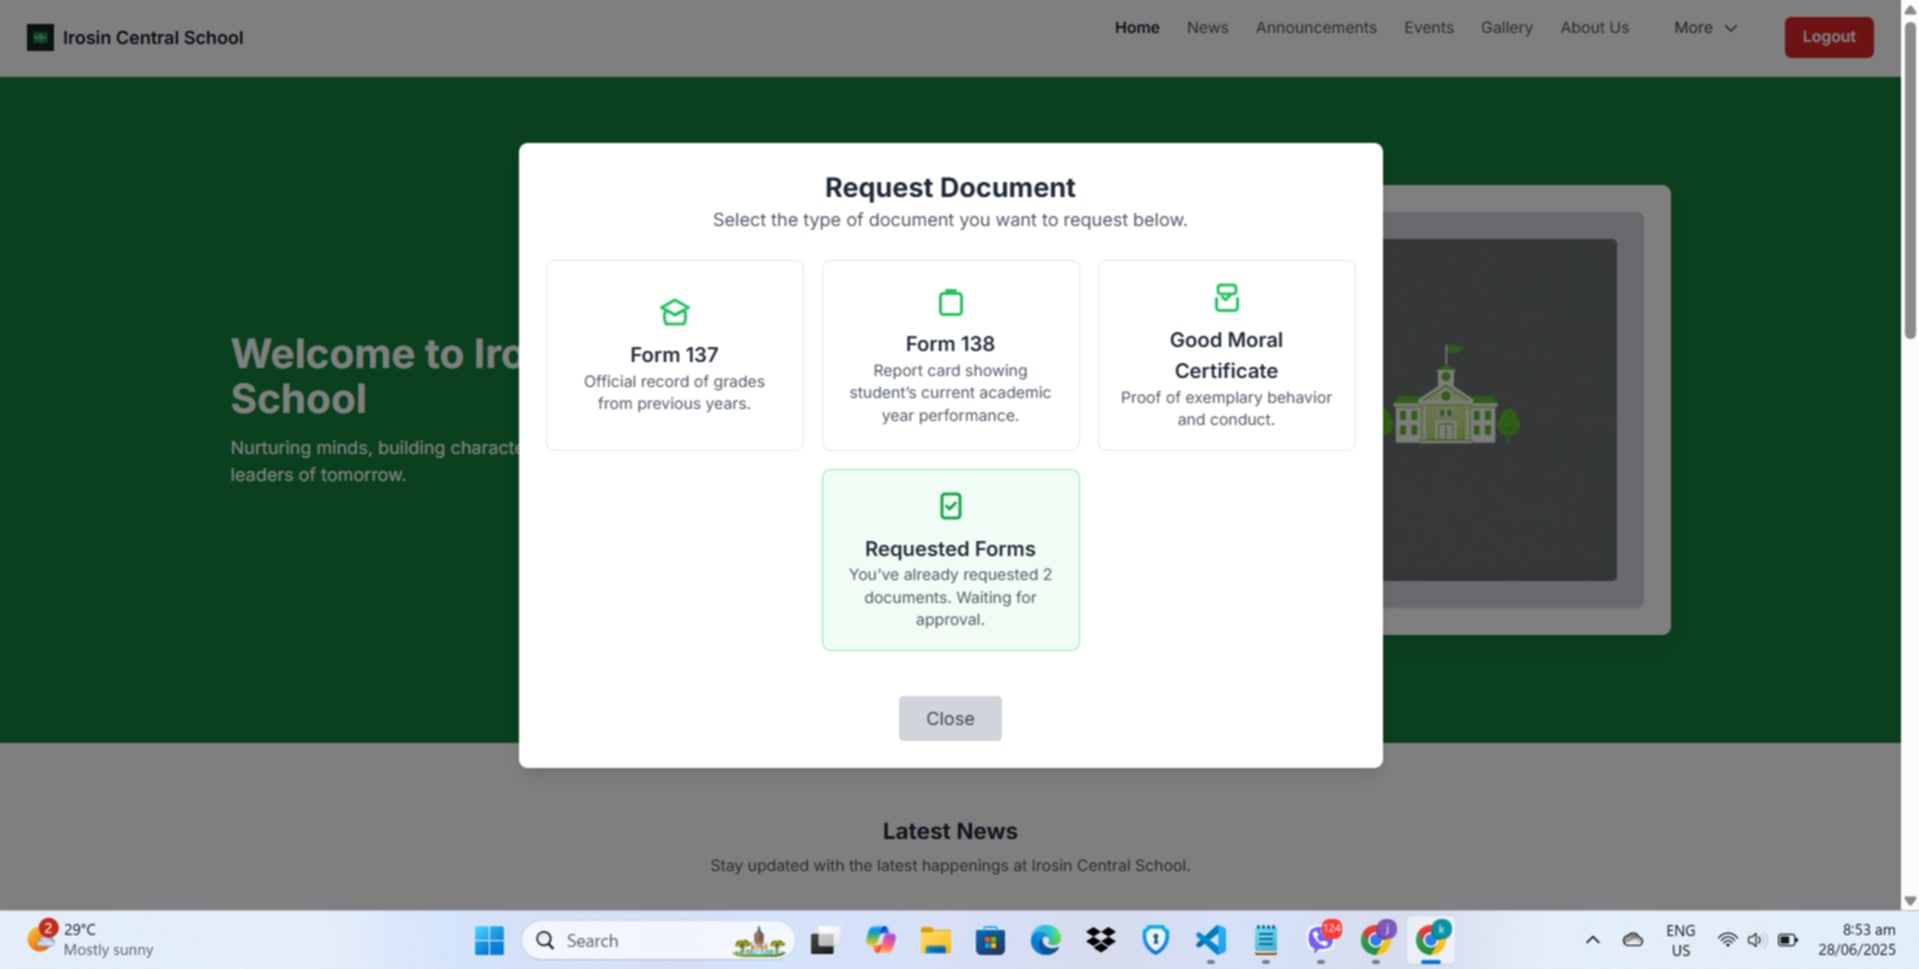 Irosin Central School
Home News Announcements Events Gallery About Us More Logout
Request Document
Select the type of document you want to request below.
Form 137
Official record of grades
from previous years.
Form 138
Report card showing
student's current academic
year performance.
Good Moral
Certificate
Proof of exemplary behavior
and conduct.
Requested Forms
You've already requested 2
documents. Waiting for
approval.
Close
Welcome to Iro
School
Nurturing minds, building characte
leaders of tomorrow.
Latest News
Stay updated with the latest happenings at Irosin Central School.
2
29°C
Mostly sunny
Search
124
j
k
ENG
US
8:53 am
28/06/2025